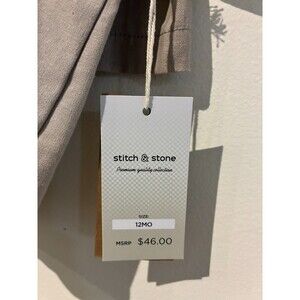 stitch & stone
Premium quality collection
SIZE:
12MO
MSRP $46.00